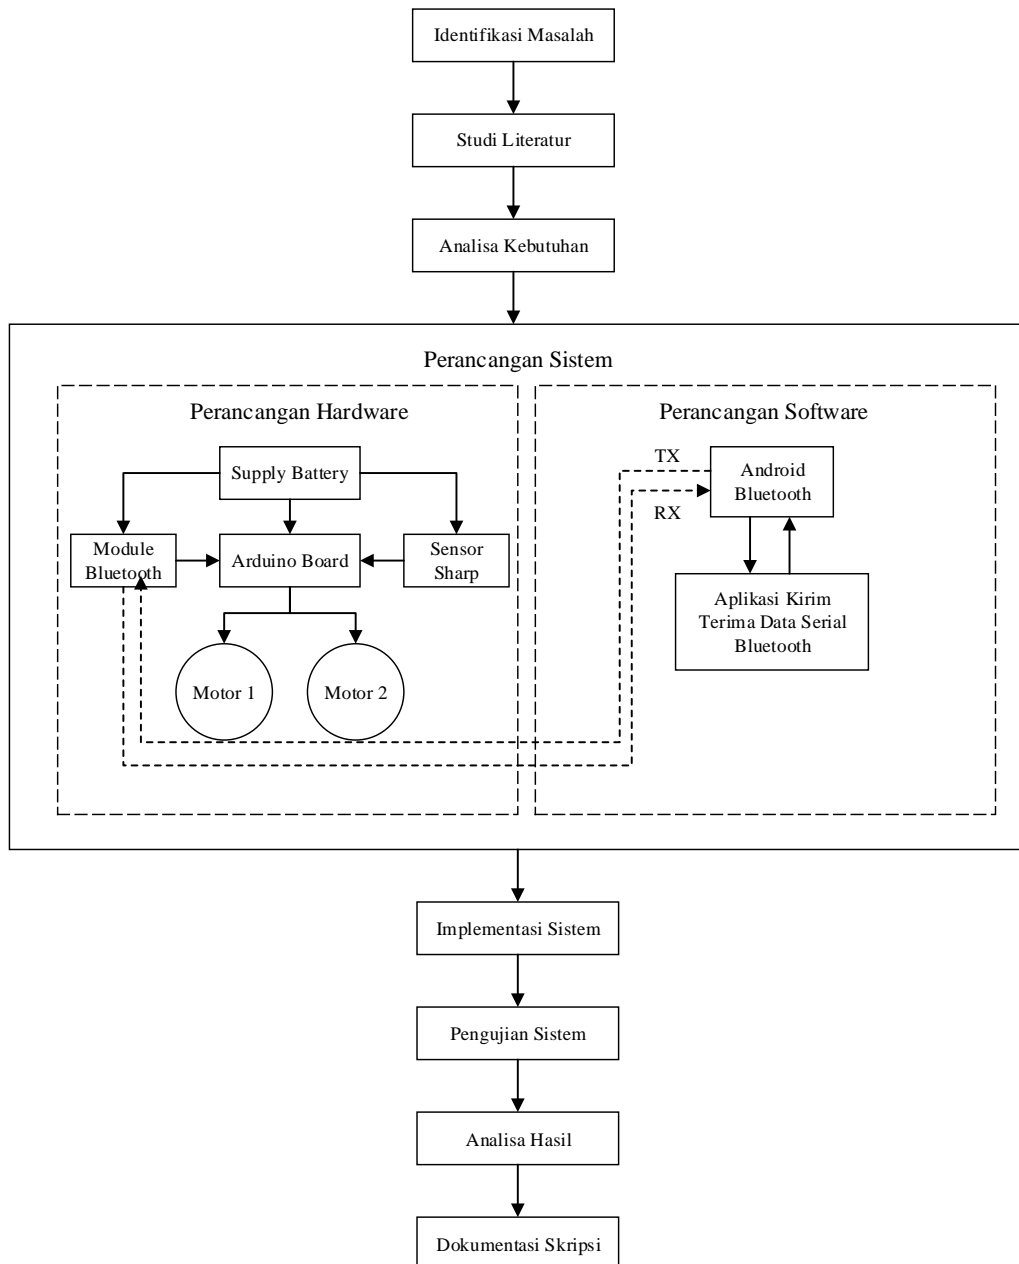 Identifikasi Masalah
Studi Literatur
Analisa Kebutuhan
Perancangan Sistem
Perancangan Hardware
Supply Battery
Module
Bluetooth
Arduino Board
Sensor
Sharp
Motor 1
Motor 2
Perancangan Software
TX
RX
Android
Bluetooth
Aplikasi Kirim
Terima Data Serial
Bluetooth
Implementasi Sistem
Pengujian Sistem
Analisa Hasil
Dokumentasi Skripsi